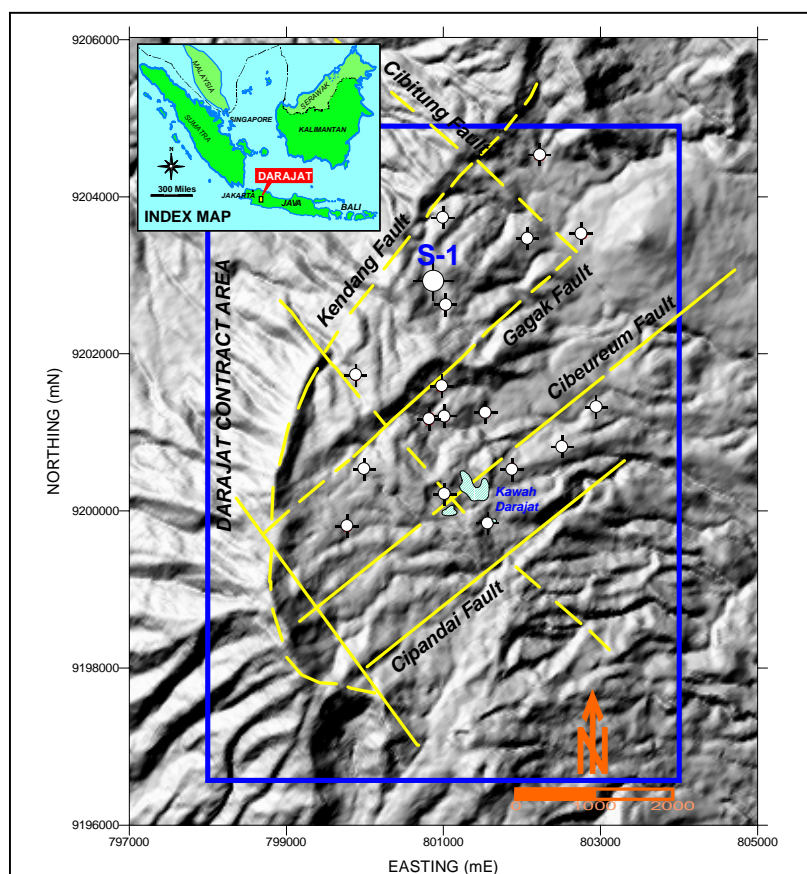 9206000
9204000
9202000
9200000
9198000
9196000
NORTHING (mN)
797000
799000
801000
803000
805000
EASTING (mE)
MALAYSIA
SINGAPORE
SERAWAK
SUMATRA
KALIMANTAN
N
300 Miles
DARAJAT
JAKARTA
JAVA
BALI
INDEX MAP
Cibitung Fault
Kendang Fault
S-1
Gagak Fault
Cibeureum Fault
DARAJAT CONTRACT AREA
Kawah
Darajat
Cipandai Fault
N
0 1000 2000